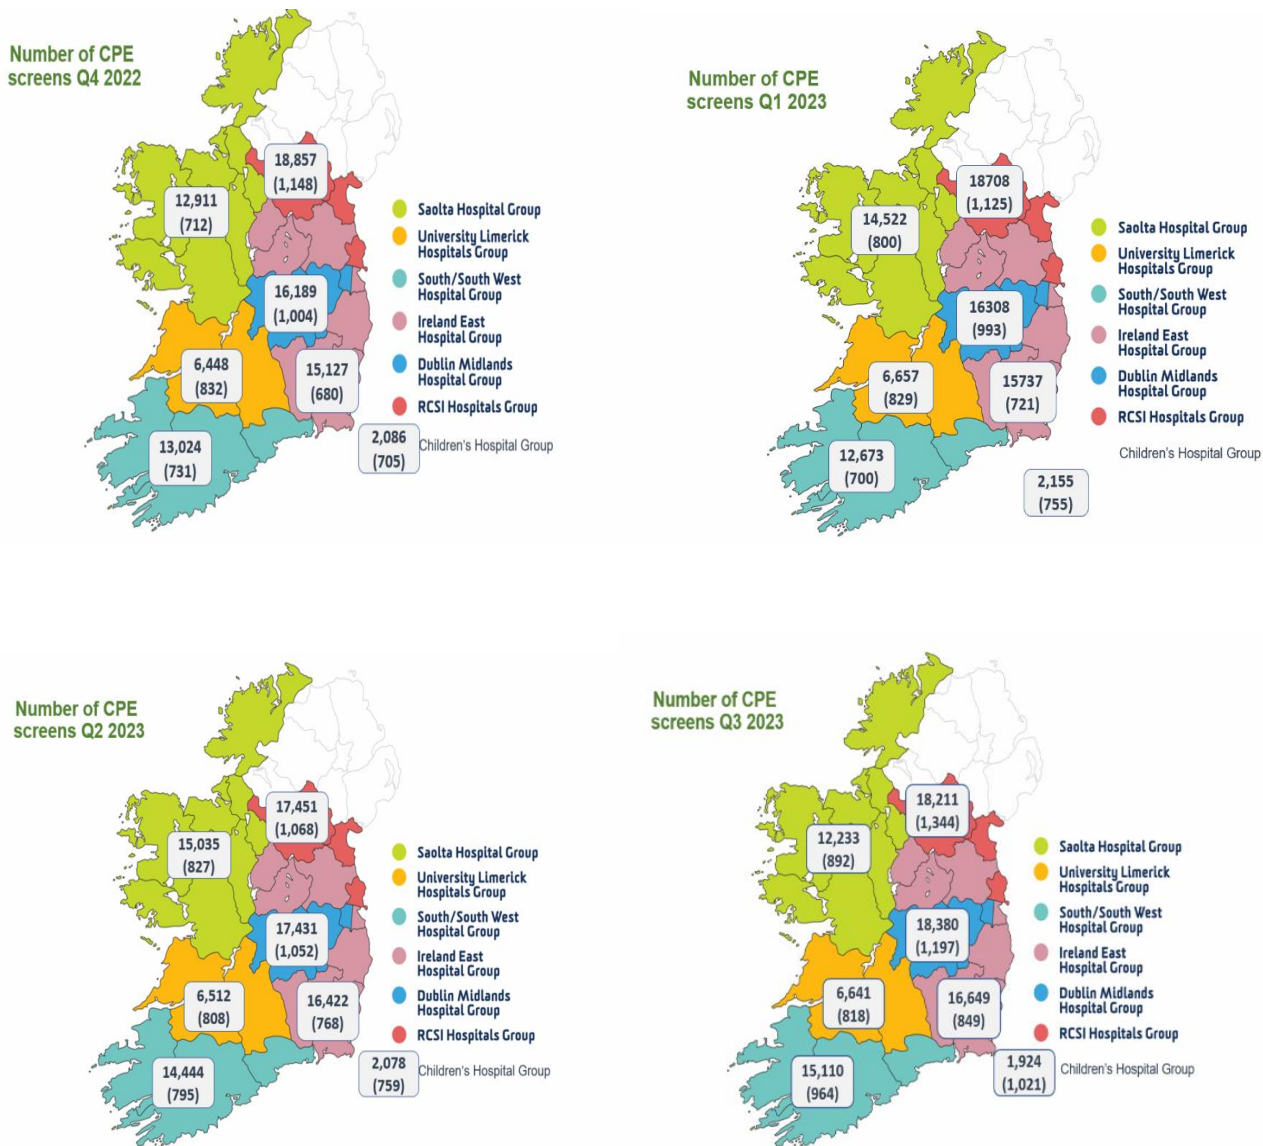 Number of CPE
screens Q4 2022
18,857
(1,148)
12,911
(712)
16,189
(1,004)
6,448
(832)
15,127
(680)
13,024
(731)
2,086
(705)
Saolta Hospital Group
University Limerick
Hospitals Group
South/South West
Hospital Group
Ireland East
Hospital Group
Dublin Midlands
Hospital Group
RCSI Hospitals Group
Children's Hospital Group
Number of CPE
screens Q1 2023
18708
(1,125)
14,522
(800)
16308
(993)
6,657
(829)
15737
(721)
12,673
(700)
2,155
(755)
Saolta Hospital Group
University Limerick
Hospitals Group
South/South West
Hospital Group
Ireland East
Hospital Group
Dublin Midlands
Hospital Group
RCSI Hospitals Group
Children's Hospital Group
Number of CPE
screens Q2 2023
17,451
(1,068)
15,035
(827)
17,431
(1,052)
6,512
(808)
16,422
(768)
14,444
(795)
2,078
(759)
Saolta Hospital Group
University Limerick
Hospitals Group
South/South West
Hospital Group
Ireland East
Hospital Group
Dublin Midlands
Hospital Group
RCSI Hospitals Group
Children's Hospital Group
Number of CPE
screens Q3 2023
18,211
(1,344)
12,233
(892)
18,380
(1,197)
6,641
(818)
16,649
(849)
15,110
(964)
1,924
(1,021)
Saolta Hospital Group
University Limerick
Hospitals Group
South/South West
Hospital Group
Ireland East
Hospital Group
Dublin Midlands
Hospital Group
RCSI Hospitals Group
Children's Hospital Group